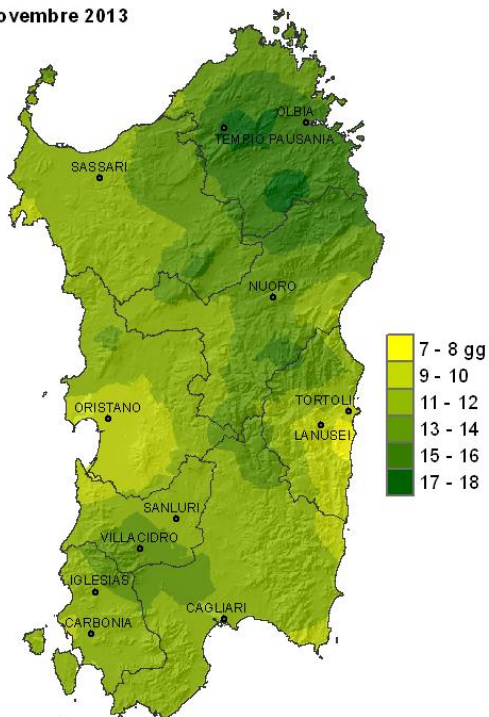 ovembre 2013
OLBIA
TEMPIO PAUSANIA
SASSARI
NUORO
7 - 8 gg
9 - 10
11 - 12
13 - 14
15 - 16
17 - 18
ORISTANO
TORTOLI
LANUSEI
SANLURI
VILLACIDRO
IGLESIAS
CAGLIARI
CARBONIA